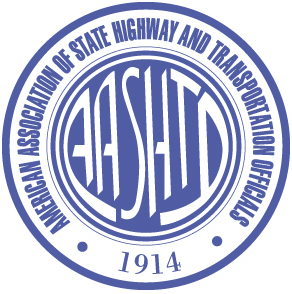 AMERICAN ASSOCIATION OF STATE HIGHWAY AND TRANSPORTATION OFFICIALS
AASHTO
1914